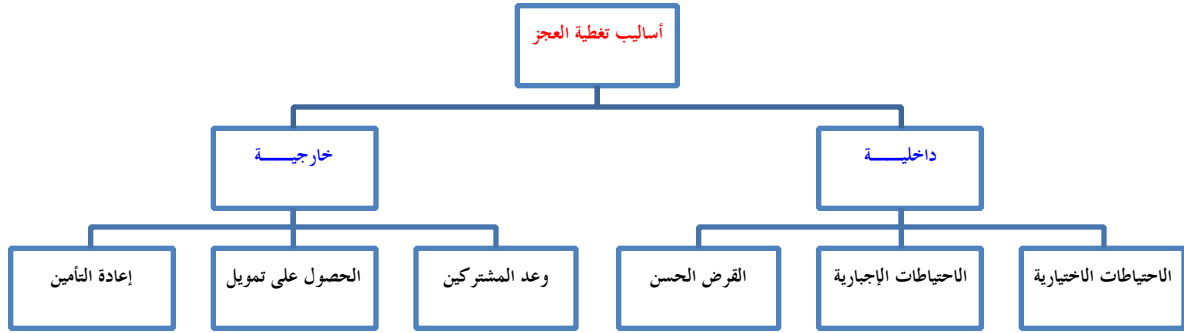 أساليب تغطية العجز
داخليـــــة
خارجيـــــة
الاحتياطات الاختيارية
الاحتياطات الإجبارية
القرض الحسن
وعد المشتركين
الحصول على تمويل
إعادة التأمين